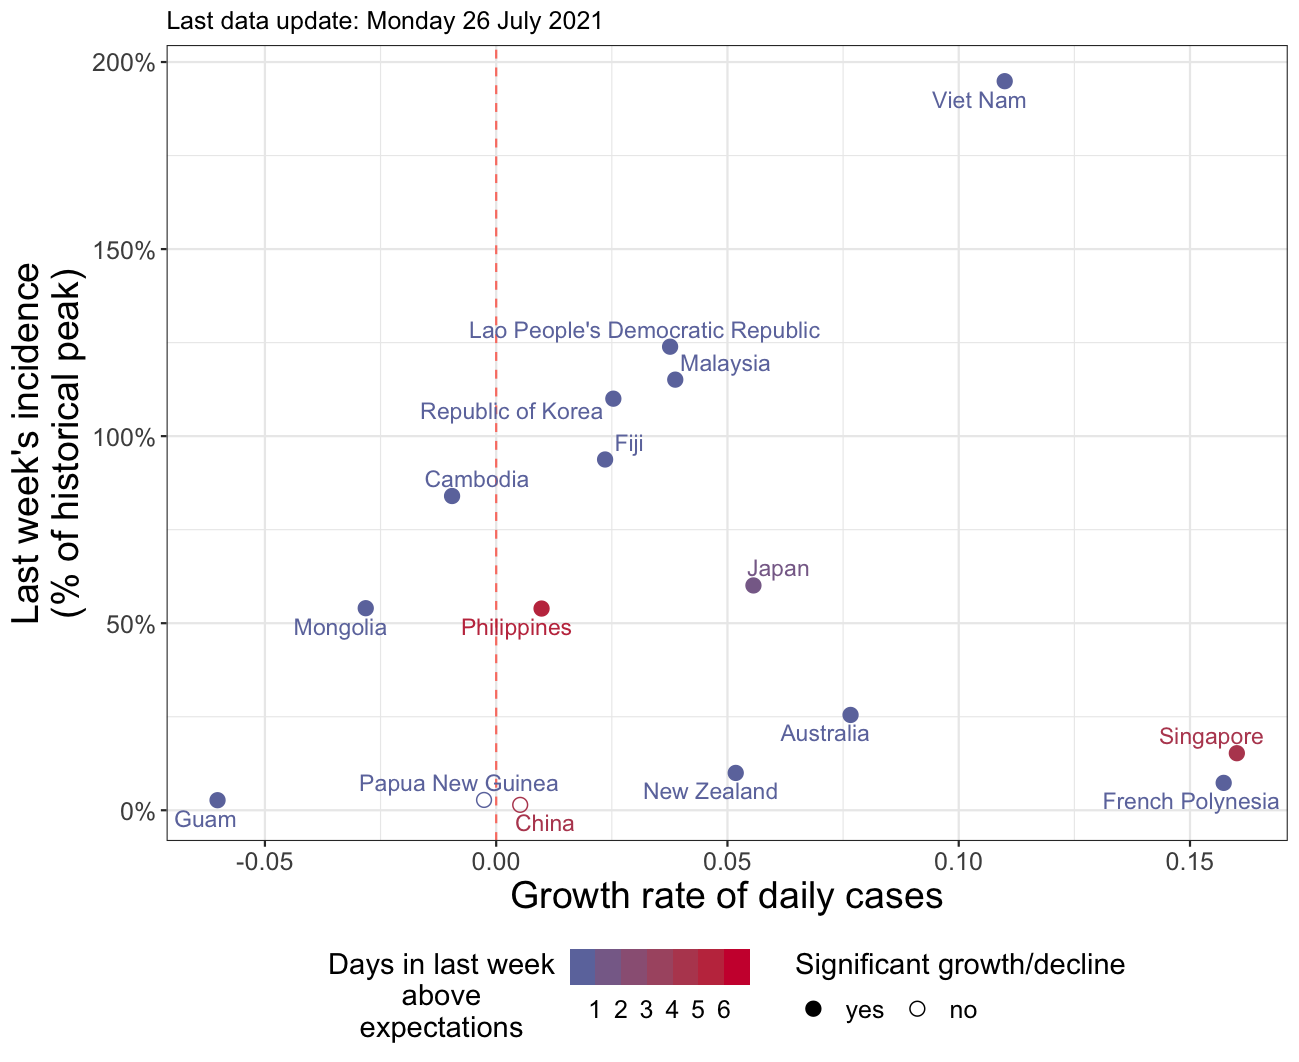 Last data update: Monday 26 July 2021
200%
Viet Nam
150%
Lao People's Democratic Republic
Malaysia
Republic of Korea
100%
Fiji
Cambodia
Japan
50%
Mongolia
Philippines
Australia
Singapore
Papua New Guinea
New Zealand
French Polynesia
0%
Guam
China
Last week's incidence
(% of historical peak)
-0.05 0.00 0.05 0.10 0.15
Growth rate of daily cases
Days in last week
above
expectations
1 2 3 4 5 6
Significant growth/decline
yes no